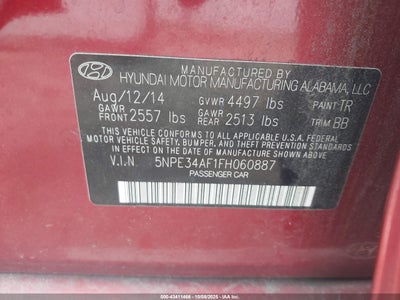 MANUFACTURED BY
HYUNDAI MOTOR MANUFACTURING ALABAMA, LLC
Aug/12/14 GVWR 4497 lbs PAINT TR
GAWR FRONT 2557 lbs GAWR REAR 2513 lbs TRIM BB
THIS VEHICLE CONFORMS TO ALL APPLICABLE U.S.A. FEDERAL
MOTOR VEHICLE SAFETY, BUMPER, AND THEFT PREVENTION
STANDARDS IN EFFECT ON THE DATE OF MANUFACTURE SHOWN ABOVE.
V.I.N. 5NPE34AF1FH060887
PASSENGER CAR